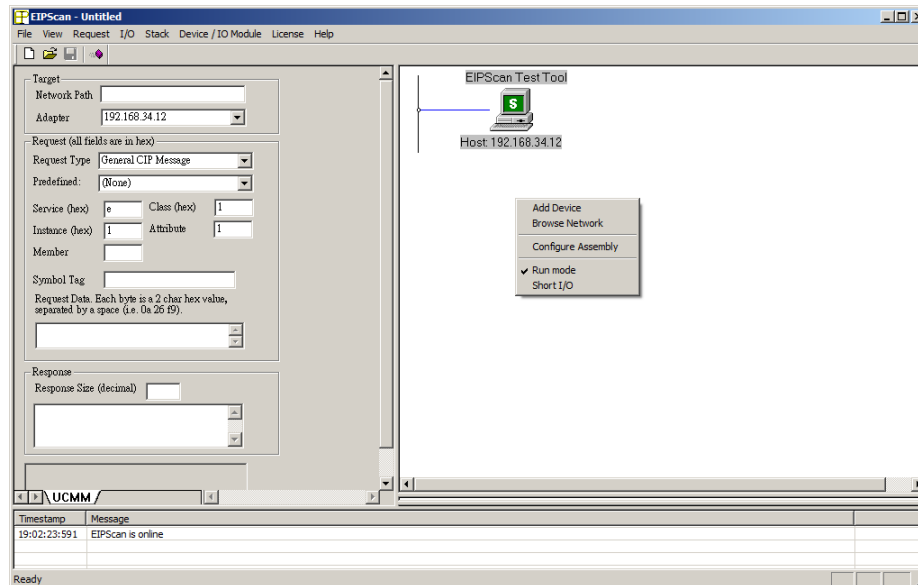 EIPScan - Untitled
File View Request I/O Stack Device / IO Module License Help
Target
Network Path
Adapter 192.168.34.12
Request (all fields are in hex)
Request Type General CIP Message
Predefined: (None)
Service (hex) e Class (hex) 1
Instance (hex) 1 Attribute 1
Member
Symbol Tag
Request Data. Each byte is a 2 char hex value,
separated by a space (i.e. 0a 26 f9).
Response
Response Size (decimal)
UCMM
EIPScan Test Tool
S
Host: 192.168.34.12
Add Device
Browse Network
Configure Assembly
Run mode
Short I/O
Timestamp Message
19:02:23:591 EIPScan is online
Ready